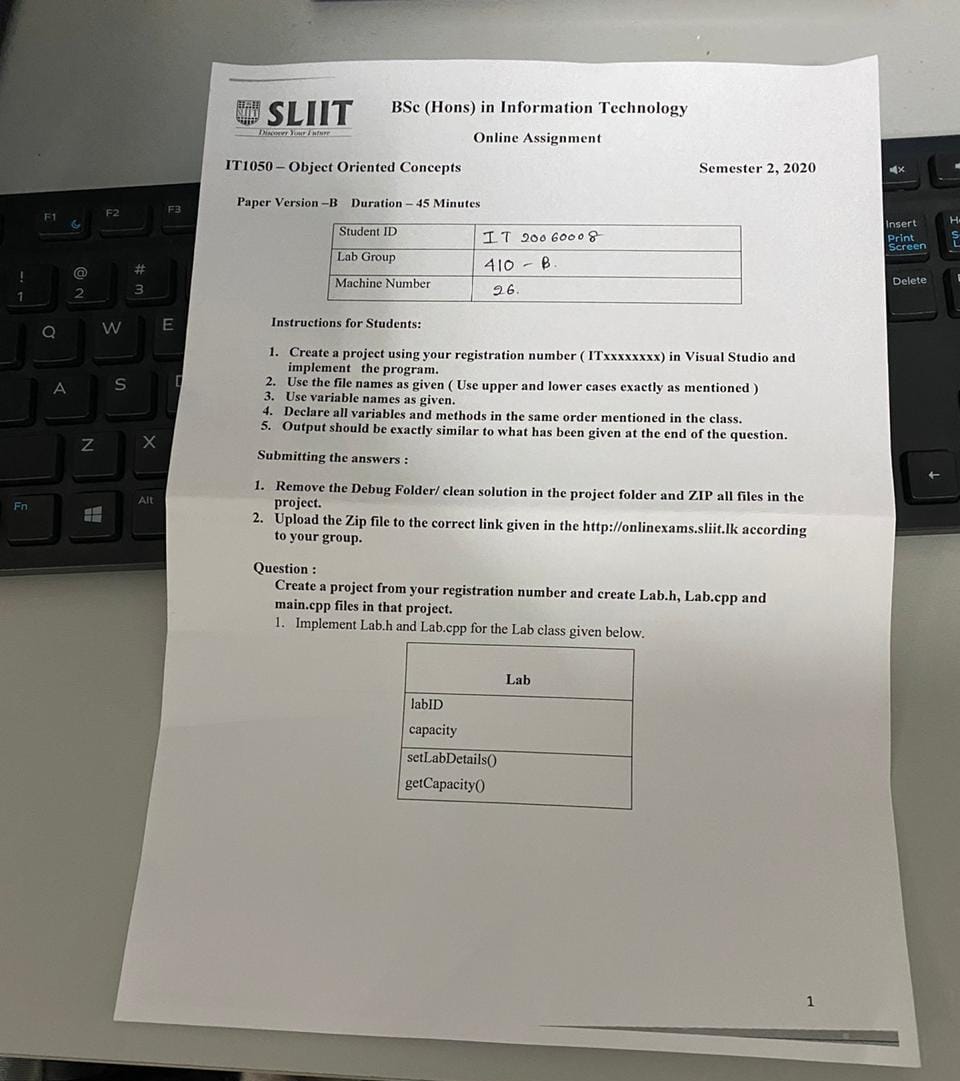 SLIIT
Discover Your Future
BSc (Hons) in Information Technology
Online Assignment
IT1050 – Object Oriented Concepts Semester 2, 2020
Paper Version –B Duration – 45 Minutes
Student ID IT 20060008
Lab Group 410 - B.
Machine Number 26.
Instructions for Students:
1. Create a project using your registration number ( ITxxxxxxxx) in Visual Studio and
implement the program.
2. Use the file names as given ( Use upper and lower cases exactly as mentioned )
3. Use variable names as given.
4. Declare all variables and methods in the same order mentioned in the class.
5. Output should be exactly similar to what has been given at the end of the question.
Submitting the answers :
1. Remove the Debug Folder/ clean solution in the project folder and ZIP all files in the
project.
2. Upload the Zip file to the correct link given in the http://onlinexams.sliit.lk according
to your group.
Question :
Create a project from your registration number and create Lab.h, Lab.cpp and
main.cpp files in that project.
1. Implement Lab.h and Lab.cpp for the Lab class given below.
Lab
labID
capacity
setLabDetails()
getCapacity()
1
F1 F2 F3
! @ #
1 2 3
Q W E
A S
Z X
Fn Alt
Insert
Print
Screen
Delete